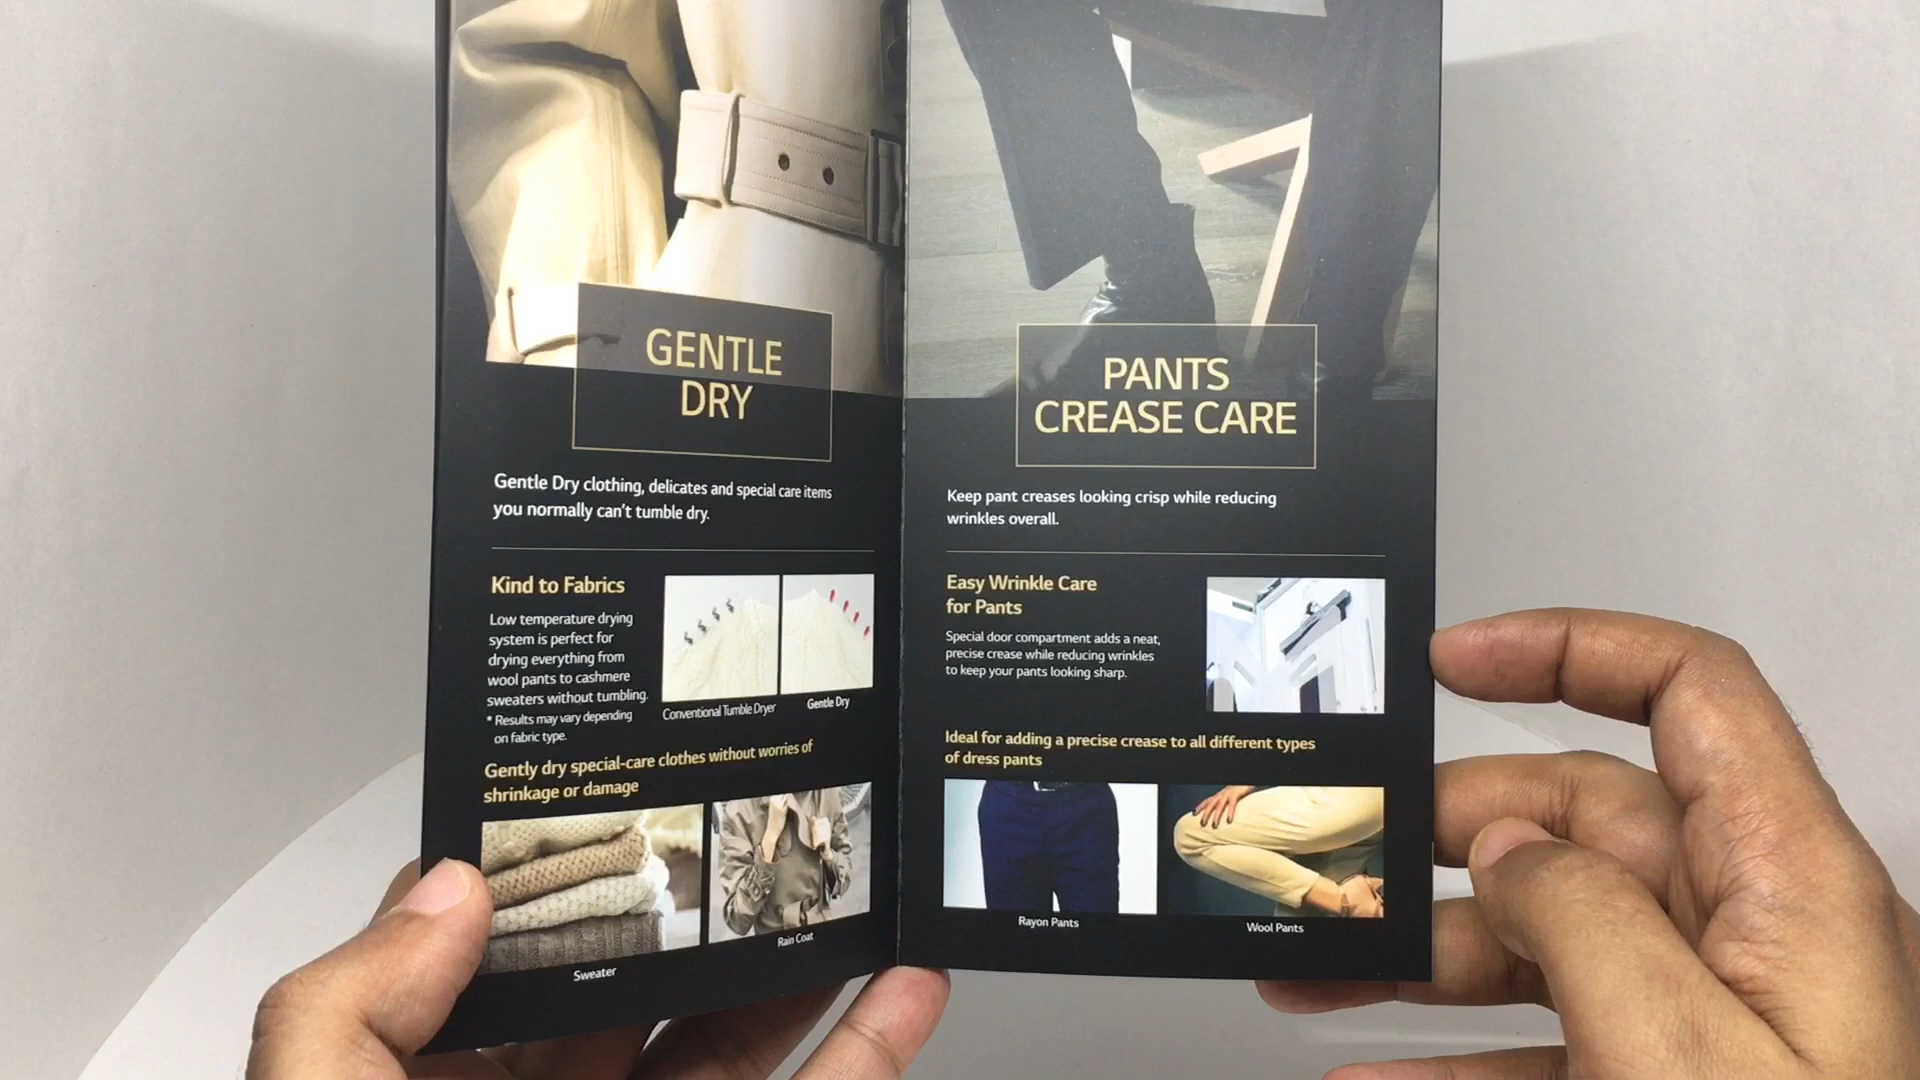 GENTLE
DRY
Gentle Dry clothing, delicates and special care items
you normally can't tumble dry.
Kind to Fabrics
Low temperature drying
system is perfect for
drying everything from
wool pants to cashmere
sweaters without tumbling.
* Results may vary depending
on fabric type.
Conventional Tumble Dryer
Gentle Dry
Gently dry special-care clothes without worries of
shrinkage or damage
Sweater
Rain Coat
PANTS
CREASE CARE
Keep pant creases looking crisp while reducing
wrinkles overall.
Easy Wrinkle Care
for Pants
Special door compartment adds a neat,
precise crease while reducing wrinkles
to keep your pants looking sharp.
Ideal for adding a precise crease to all different types
of dress pants
Rayon Pants
Wool Pants